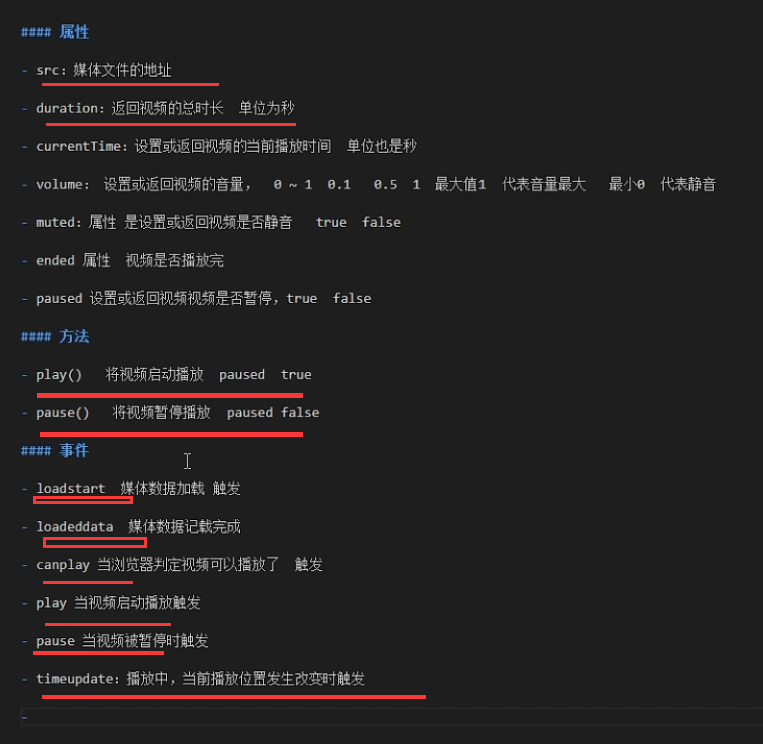 #### 属性
- src: 媒体文件的地址
- duration: 返回视频的总时长 单位为秒
- currentTime: 设置或返回视频的当前播放时间 单位也是秒
- volume: 设置或返回视频的音量， 0 ~ 1 0.1 0.5 1 最大值1 代表音量最大 最小0 代表静音
- muted: 属性 是设置或返回视频是否静音 true false
- ended 属性 视频是否播放完
- paused 设置或返回视频视频是否暂停，true false
#### 方法
- play() 将视频启动播放 paused true
- pause() 将视频暂停播放 paused false
#### 事件
- loadstart 媒体数据加载 触发
- loadeddata 媒体数据记载完成
- canplay 当浏览器判定视频可以播放了 触发
- play 当视频启动播放触发
- pause 当视频被暂停时触发
- timeupdate: 播放中，当前播放位置发生改变时触发
-